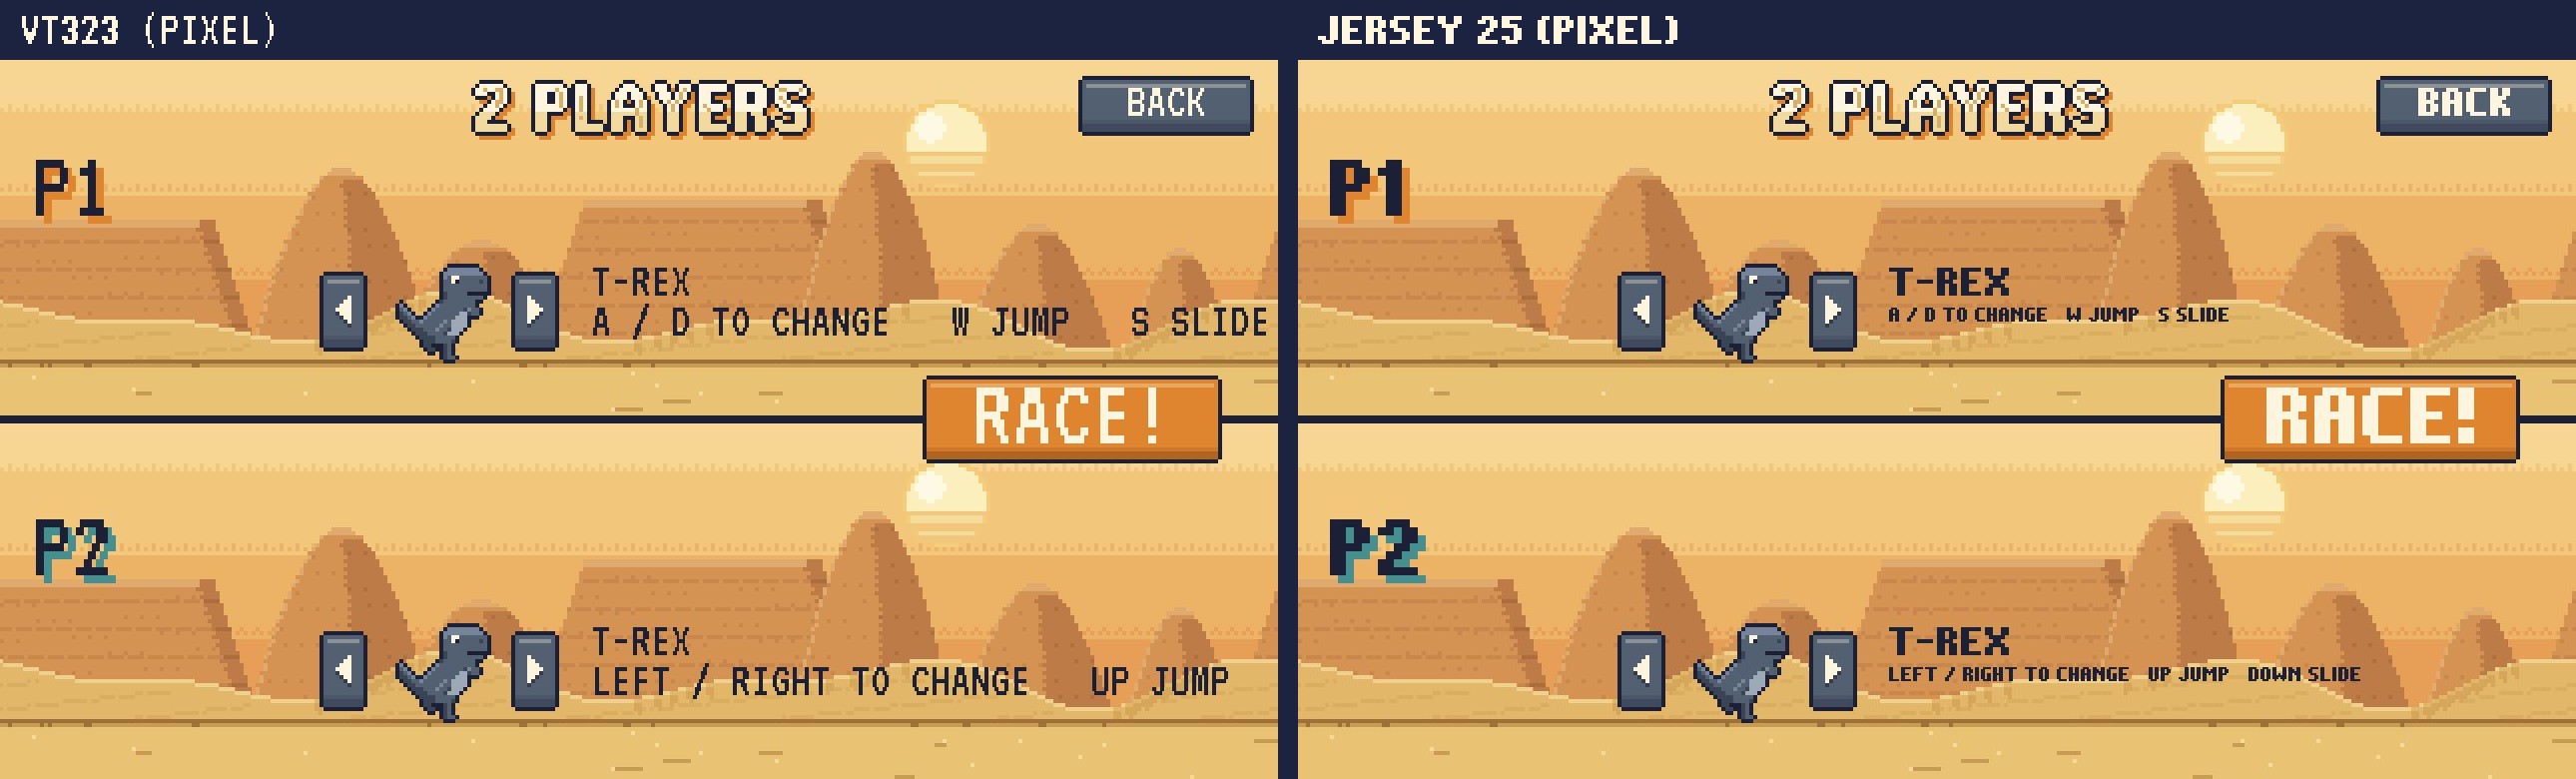 VT323 (PIXEL)
2 PLAYERS
BACK
P1
T-REX
A / D TO CHANGE W JUMP S SLIDE
RACE!
P2
T-REX
LEFT / RIGHT TO CHANGE UP JUMP
JERSEY 25 (PIXEL)
2 PLAYERS
BACK
P1
T-REX
A / D TO CHANGE W JUMP S SLIDE
RACE!
P2
T-REX
LEFT / RIGHT TO CHANGE UP JUMP DOWN SLIDE